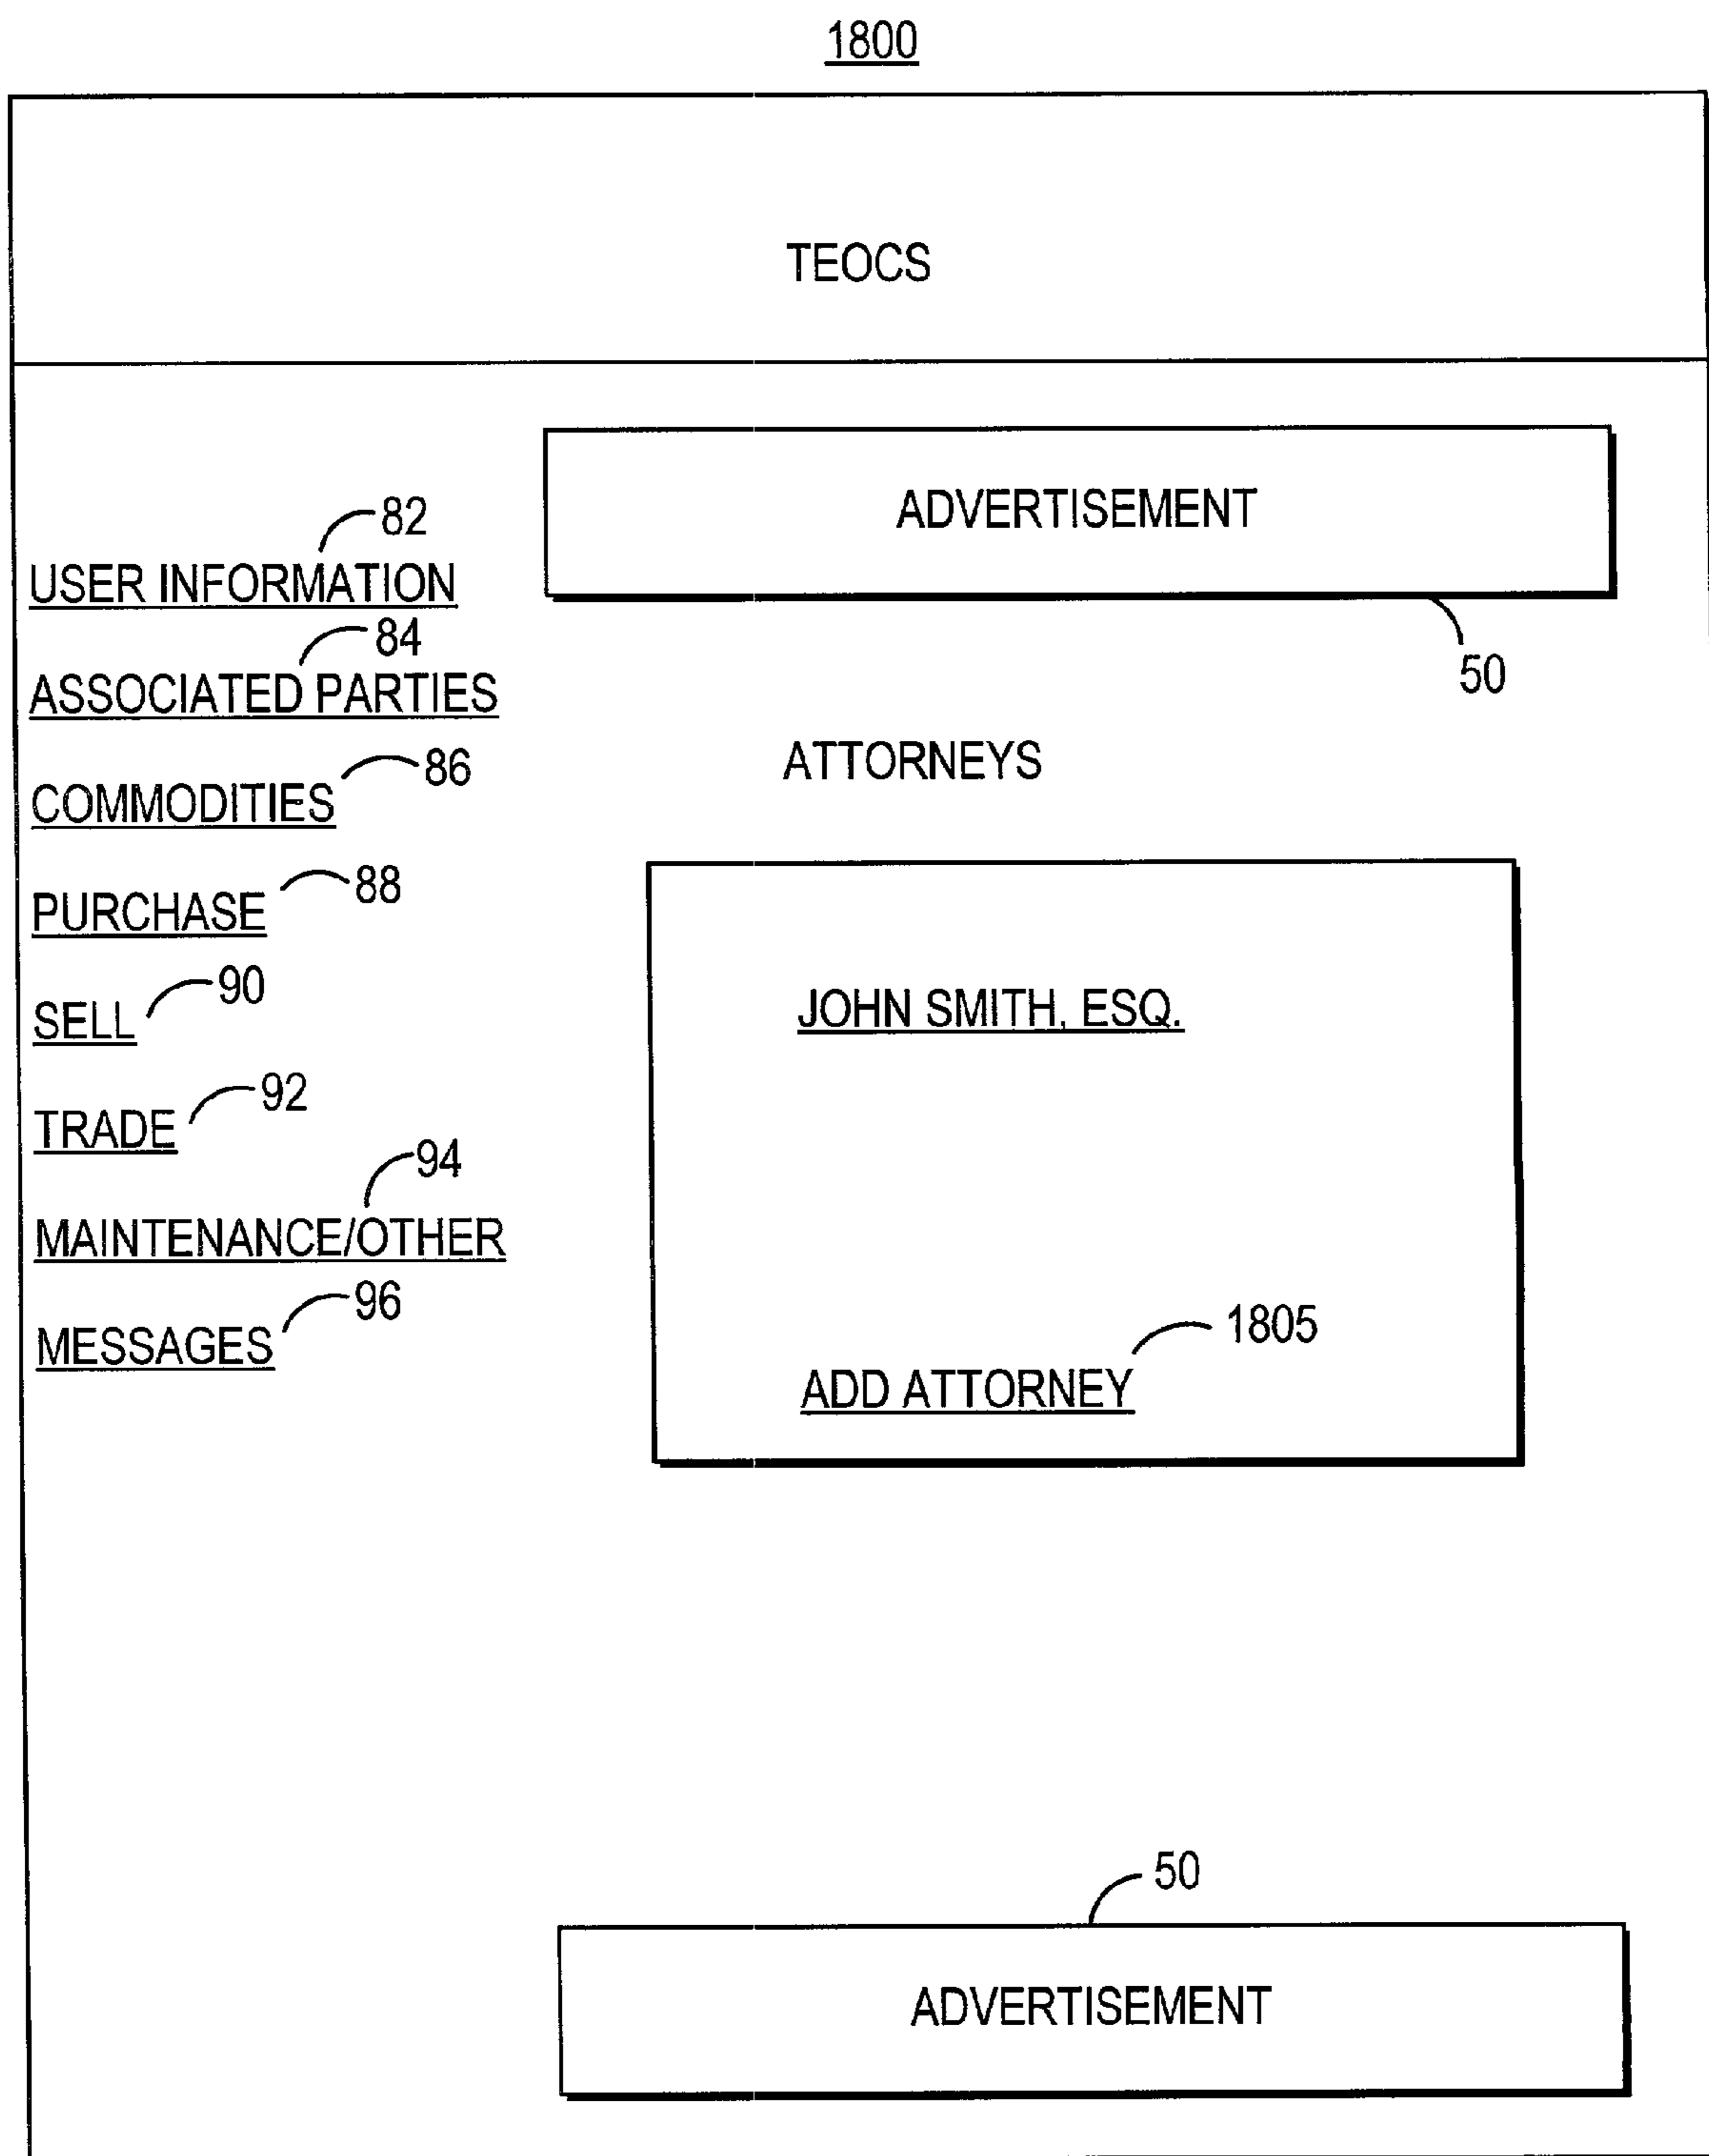 1800
TEOCS
ADVERTISEMENT
50
82
USER INFORMATION
84
ASSOCIATED PARTIES
86
COMMODITIES
88
PURCHASE
90
SELL
92
TRADE
94
MAINTENANCE/OTHER
96
MESSAGES
ATTORNEYS
JOHN SMITH, ESQ.
1805
ADD ATTORNEY
50
ADVERTISEMENT